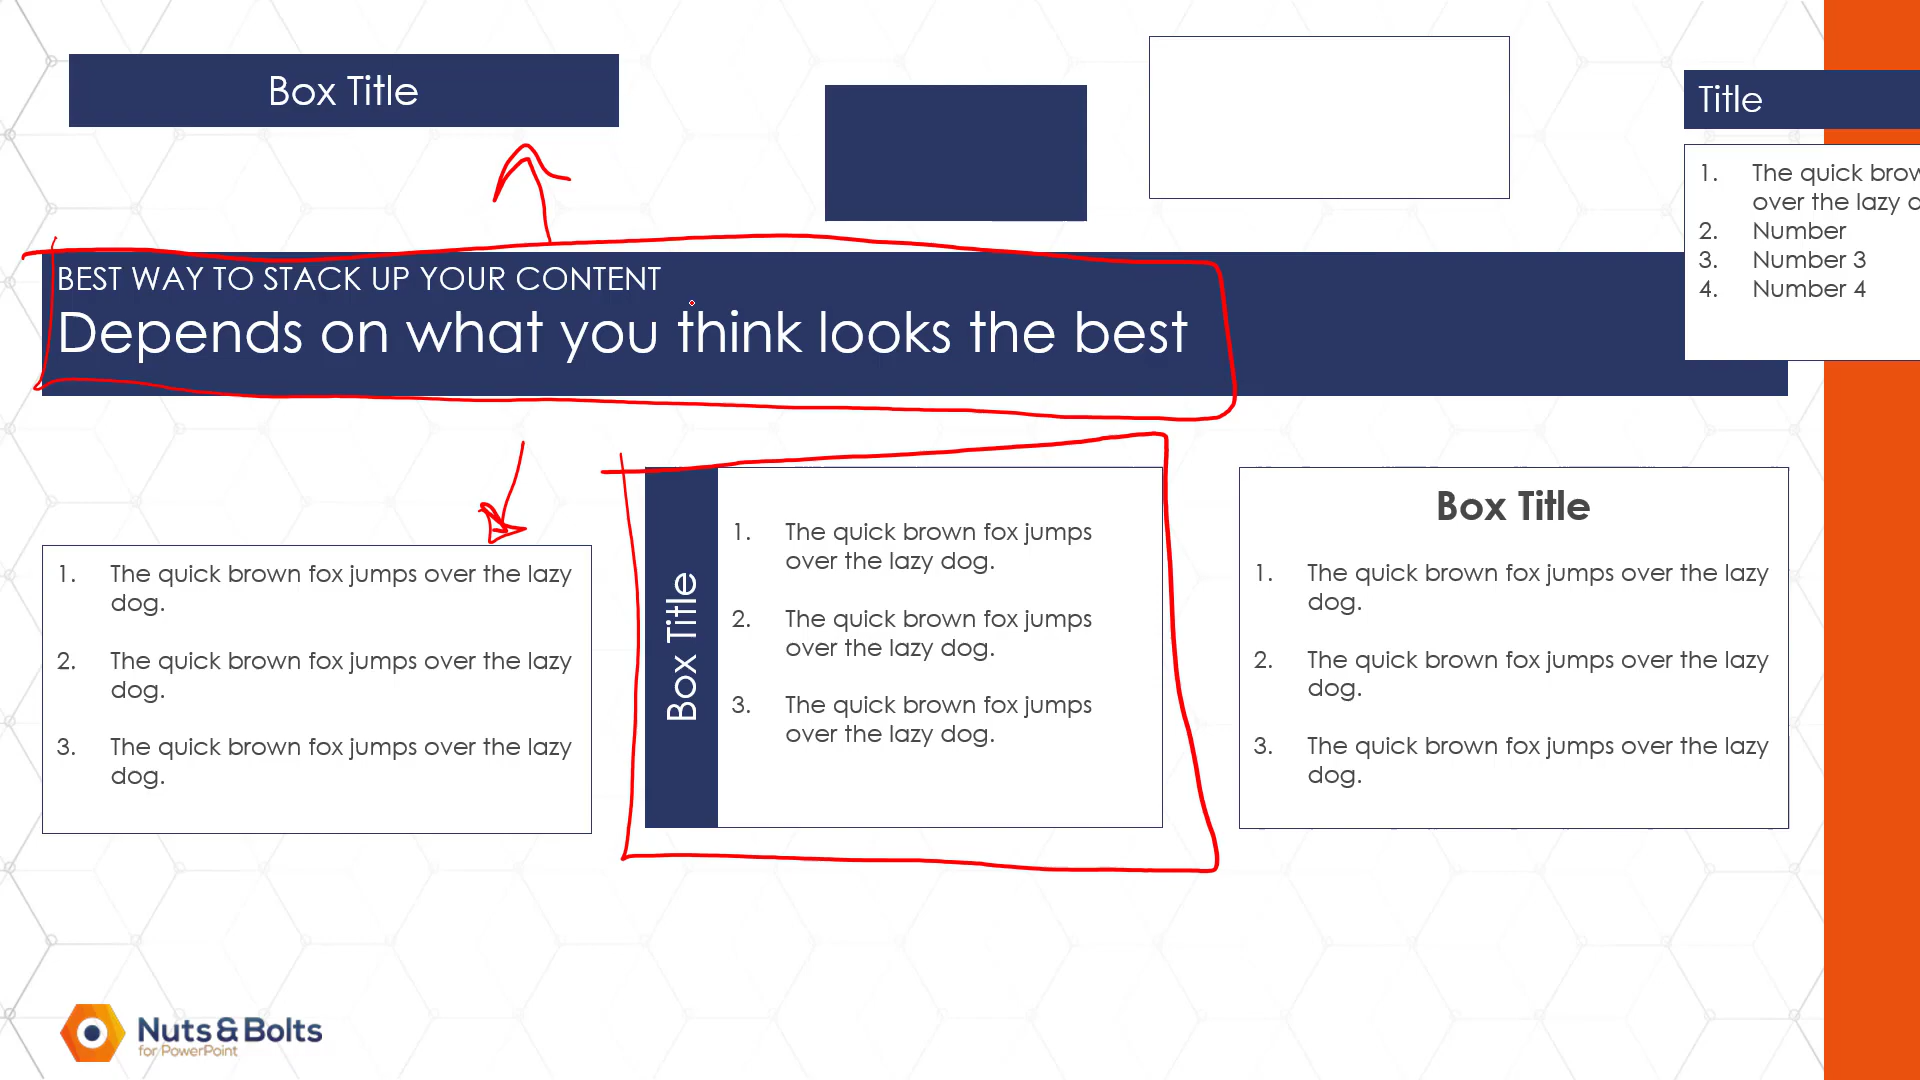 Box Title
Title
1. The quick brow
over the lazy
2. Number
3. Number 3
4. Number 4
BEST WAY TO STACK UP YOUR CONTENT
Depends on what you think looks the best
1. The quick brown fox jumps over the lazy
dog.
2. The quick brown fox jumps over the lazy
dog.
3. The quick brown fox jumps over the lazy
dog.
Box Title
1. The quick brown fox jumps
over the lazy dog.
2. The quick brown fox jumps
over the lazy dog.
3. The quick brown fox jumps
over the lazy dog.
Box Title
1. The quick brown fox jumps over the lazy
dog.
2. The quick brown fox jumps over the lazy
dog.
3. The quick brown fox jumps over the lazy
dog.
Nuts&Bolts
for PowerPoint